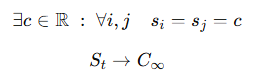 ∃c ∈ ℝ : ∀i, j s_i = s_j = c
S_t → C_∞